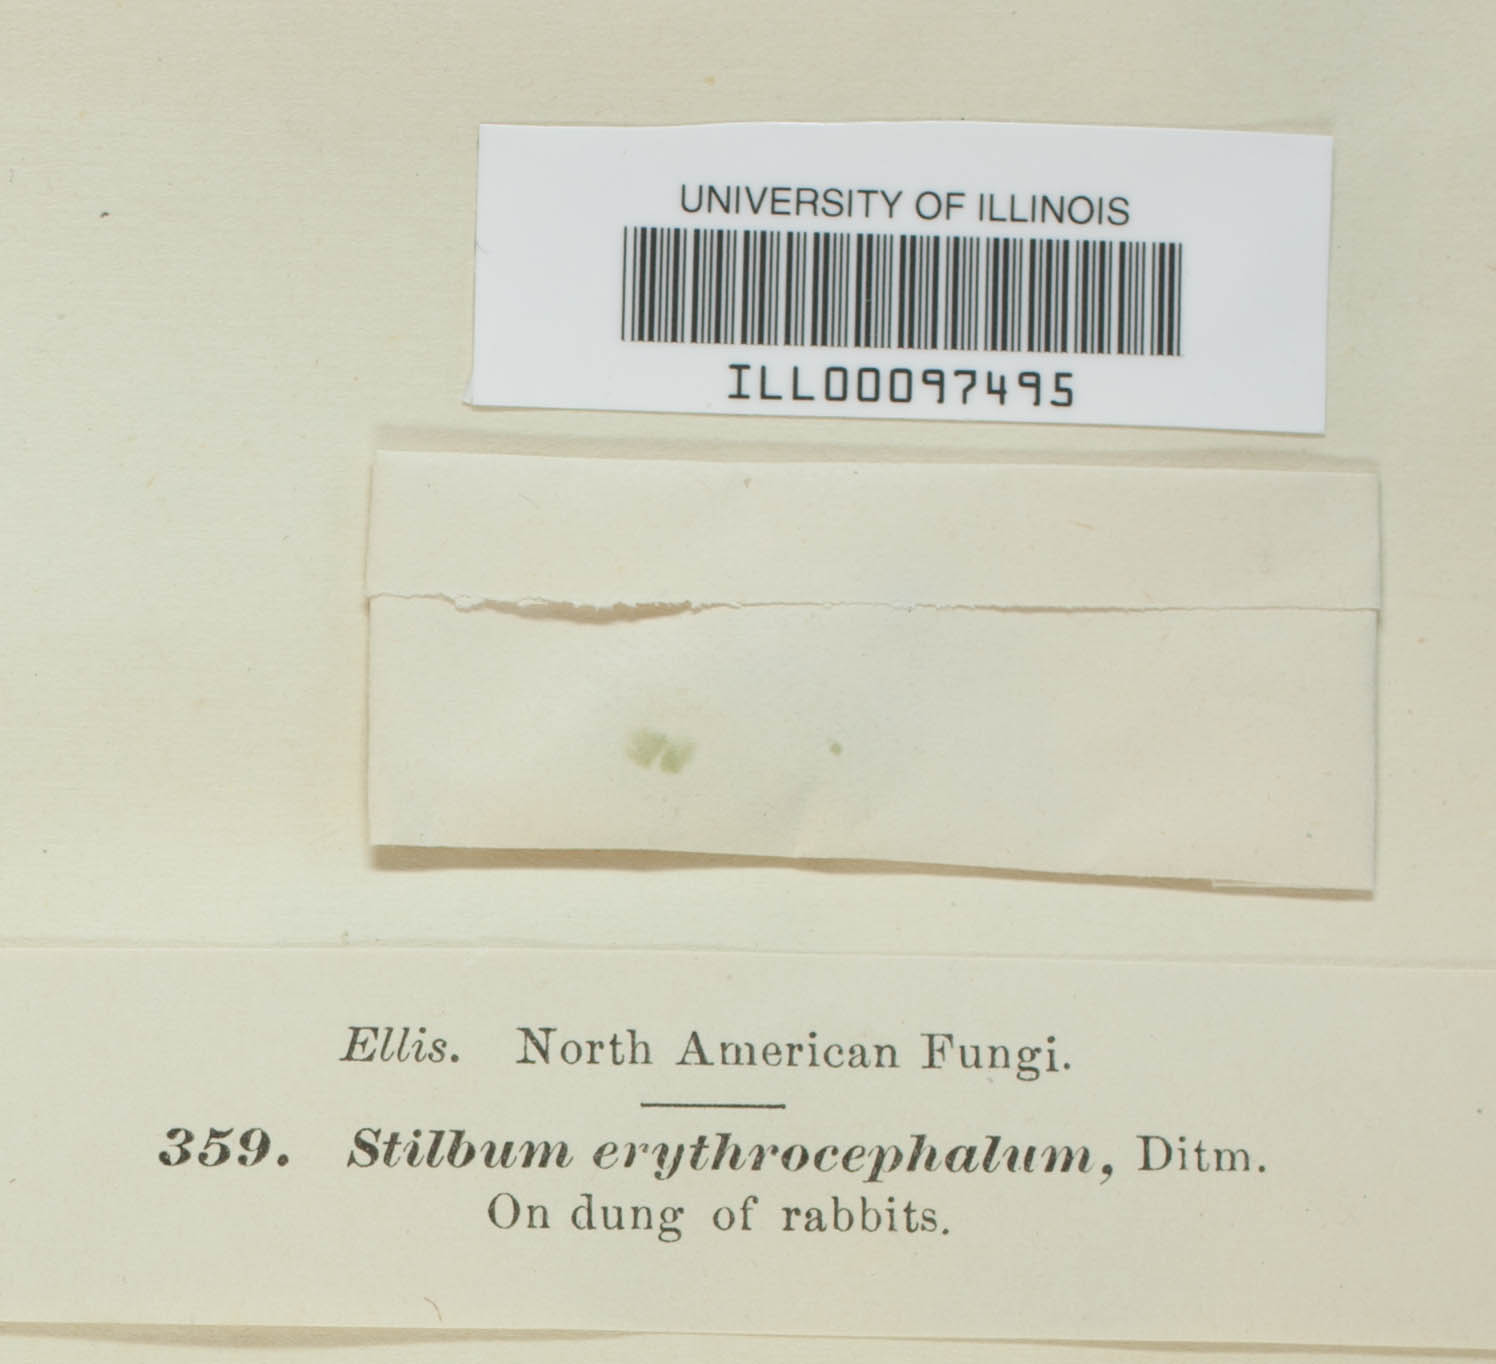 UNIVERSITY OF ILLINOIS
ILL00097495
Ellis. North American Fungi.
359. Stilbum erythrocephalum, Ditm.
On dung of rabbits.